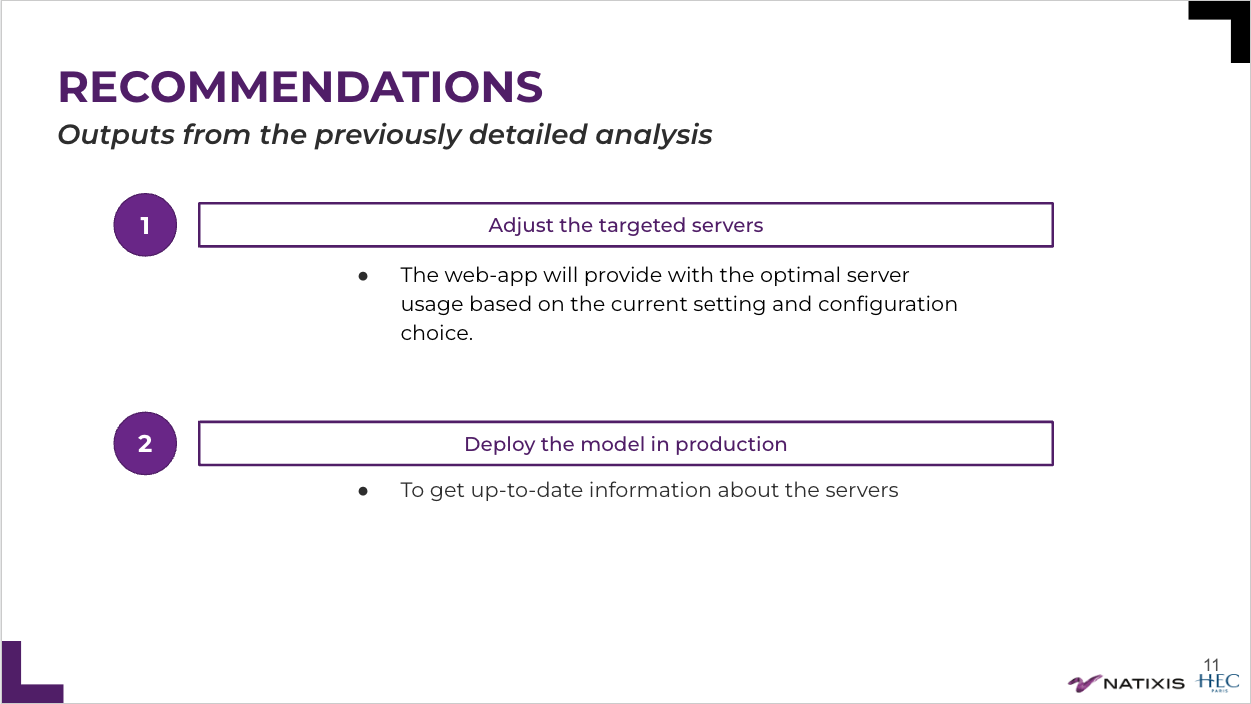 RECOMMENDATIONS
Outputs from the previously detailed analysis
1
Adjust the targeted servers
● The web-app will provide with the optimal server
usage based on the current setting and configuration
choice.
2
Deploy the model in production
● To get up-to-date information about the servers
11
NATIXIS
HEC
PARIS